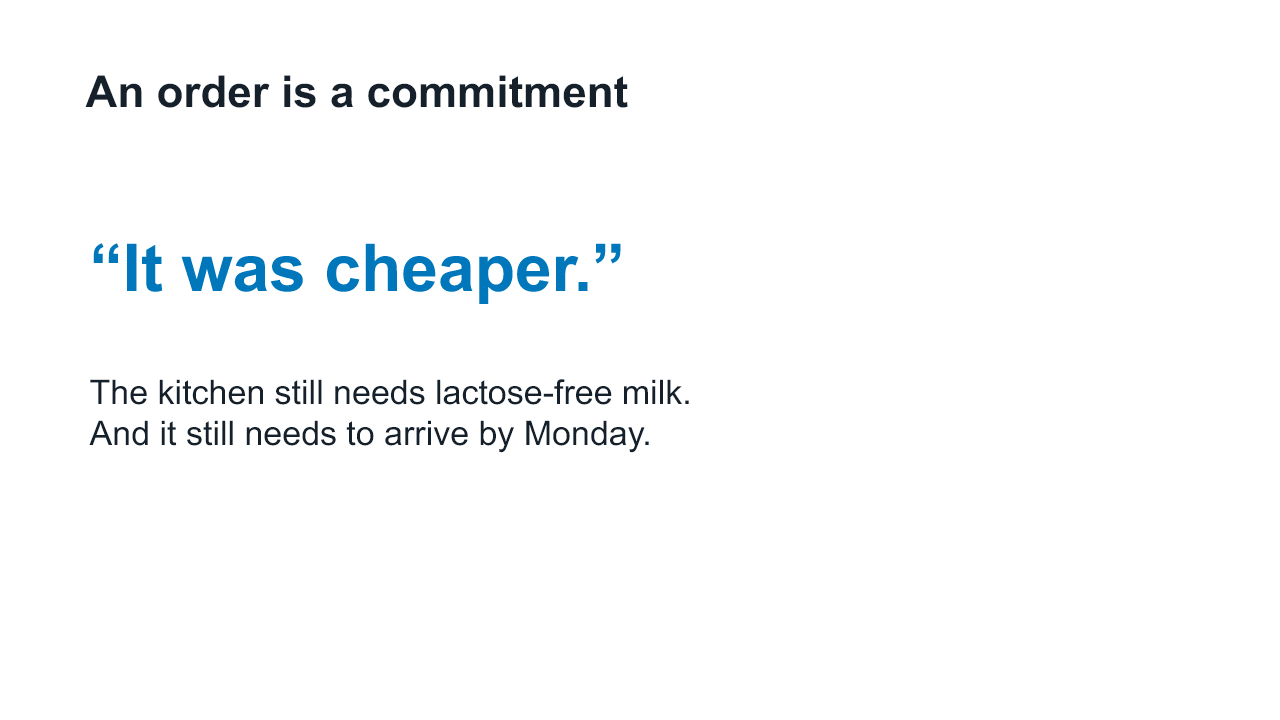 An order is a commitment
“It was cheaper.”
The kitchen still needs lactose-free milk.
And it still needs to arrive by Monday.